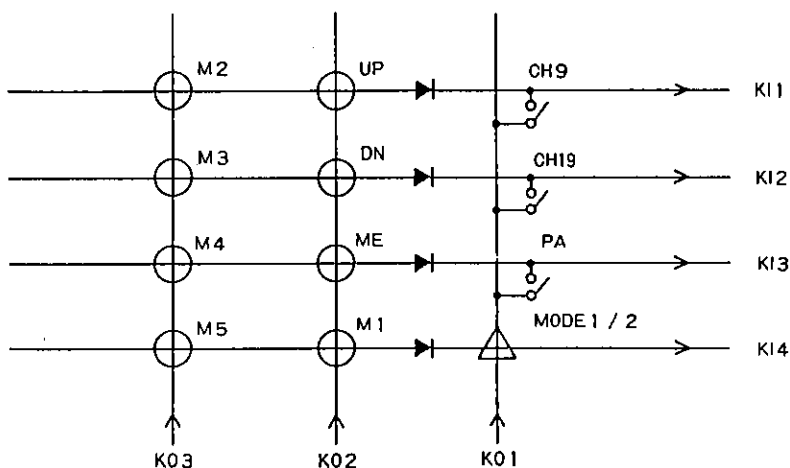 M2 UP CH9 KI1
M3 DN CH19 KI2
M4 ME PA KI3
M5 M1 MODE1 / 2 KI4
KO3 KO2 KO1